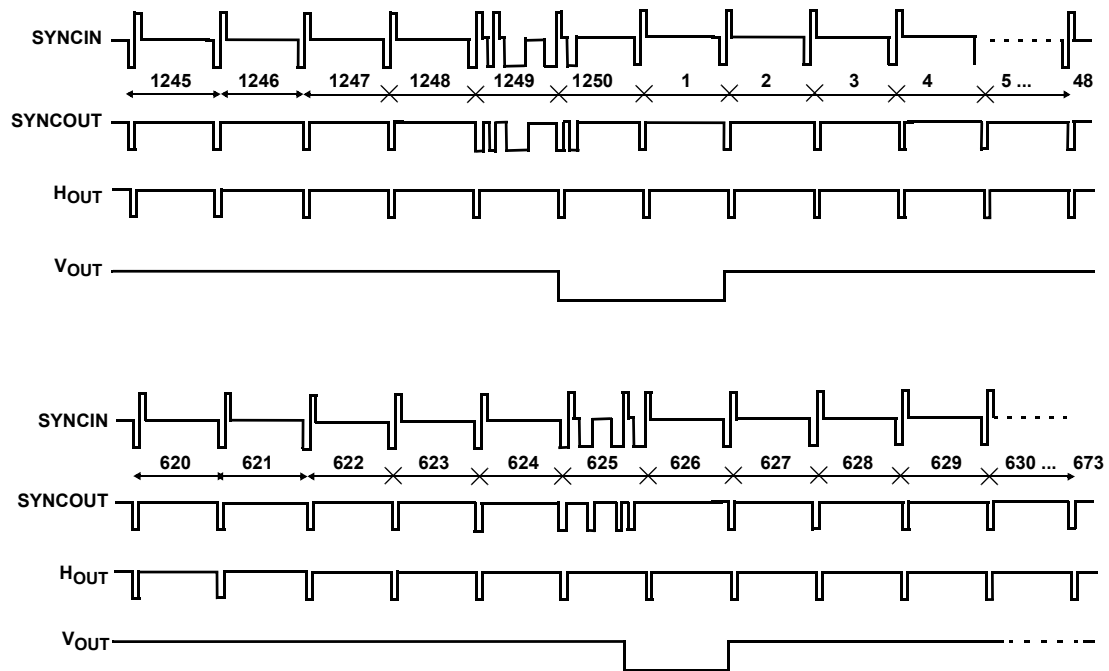 SYNCIN
1245 1246 1247 1248 1249 1250 1 2 3 4 5 ... 48
SYNCOUT
HOUT
VOUT
SYNCIN
620 621 622 623 624 625 626 627 628 629 630 ... 673
SYNCOUT
HOUT
VOUT